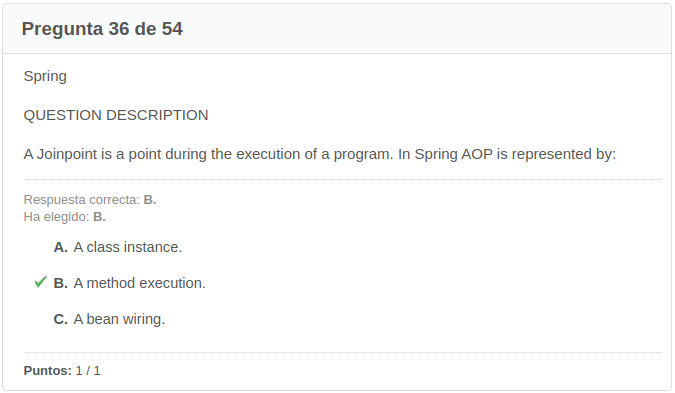 Pregunta 36 de 54
Spring
QUESTION DESCRIPTION
A Joinpoint is a point during the execution of a program. In Spring AOP is represented by:
Respuesta correcta: B.
Ha elegido: B.
A. A class instance.
B. A method execution.
C. A bean wiring.
Puntos: 1 / 1